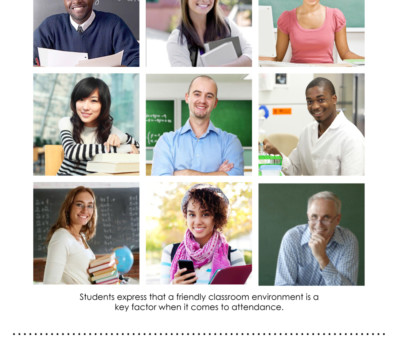 Students express that a friendly classroom environment is a
key factor when it comes to attendance.